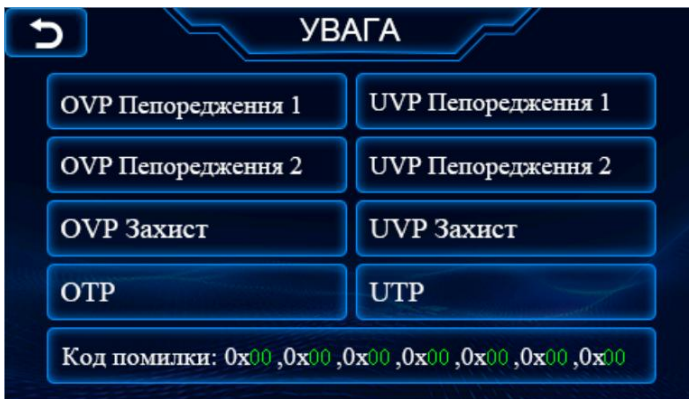 УВАГА
OVP Пепоредження 1
UVP Пепоредження 1
OVP Пепоредження 2
UVP Пепоредження 2
OVP Захист
UVP Захист
OTP
UTP
Код помилки: 0x00 ,0x00 ,0x00 ,0x00 ,0x00 ,0x00 ,0x00